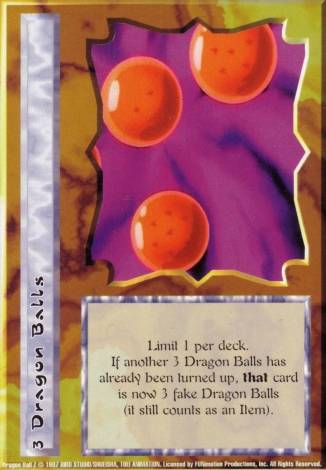 3 Dragon Balls
Limit 1 per deck.
If another 3 Dragon Balls has
already been turned up, that card
is now 3 fake Dragon Balls
(it still counts as an Item).
Dragon Ball Z © 1997 BIRD STUDIO/SHUEISHA, TOEI ANIMATION. Licensed by FUNimation Productions, Inc. All Rights Reserved.